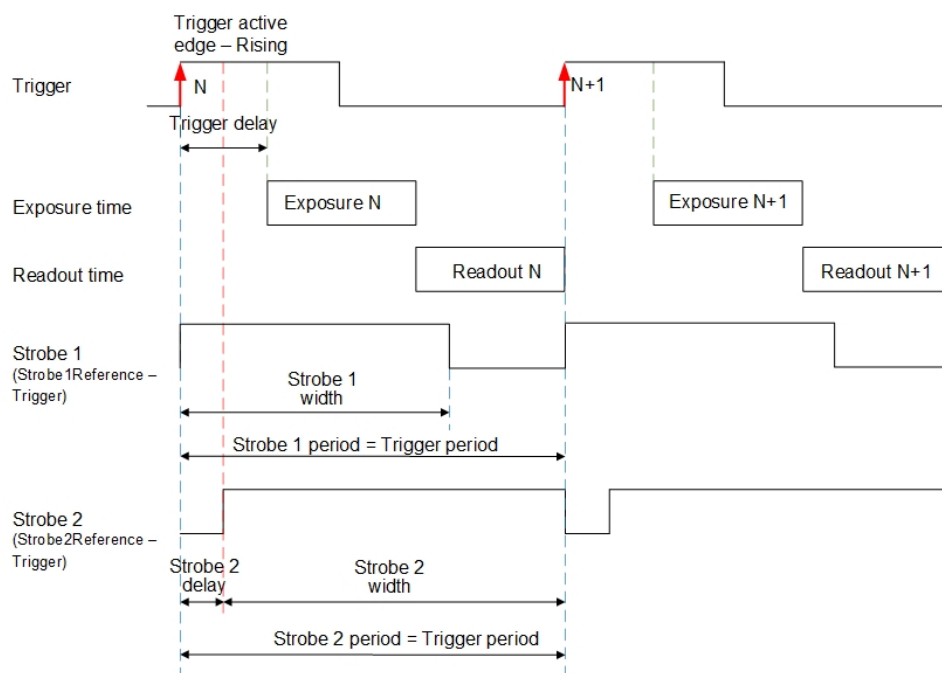 Trigger active
edge – Rising
Trigger
N
N+1
Trigger delay
Exposure time
Exposure N
Exposure N+1
Readout time
Readout N
Readout N+1
Strobe 1
(Strobe1Reference –
Trigger)
Strobe 1
width
Strobe 1 period = Trigger period
Strobe 2
(Strobe2Reference –
Trigger)
Strobe 2
delay
Strobe 2
width
Strobe 2 period = Trigger period